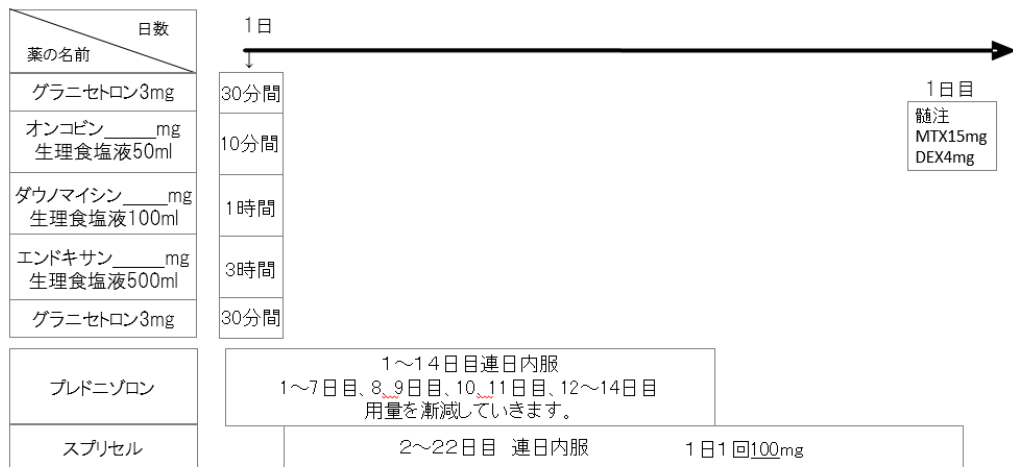 日数
薬の名前
1日
グラニセトロン3mg
30分間
1日目
髄注
MTX15mg
DEX4mg
オンコビン_____mg
生理食塩液50ml
10分間
ダウノマイシン_____mg
生理食塩液100ml
1時間
エンドキサン_____mg
生理食塩液500ml
3時間
グラニセトロン3mg
30分間
プレドニゾロン
1～14日目連日内服
1～7日目、8、9日目、10、11日目、12～14日目
用量を漸減していきます。
スプリセル
2～22日目 連日内服 1日1回100mg